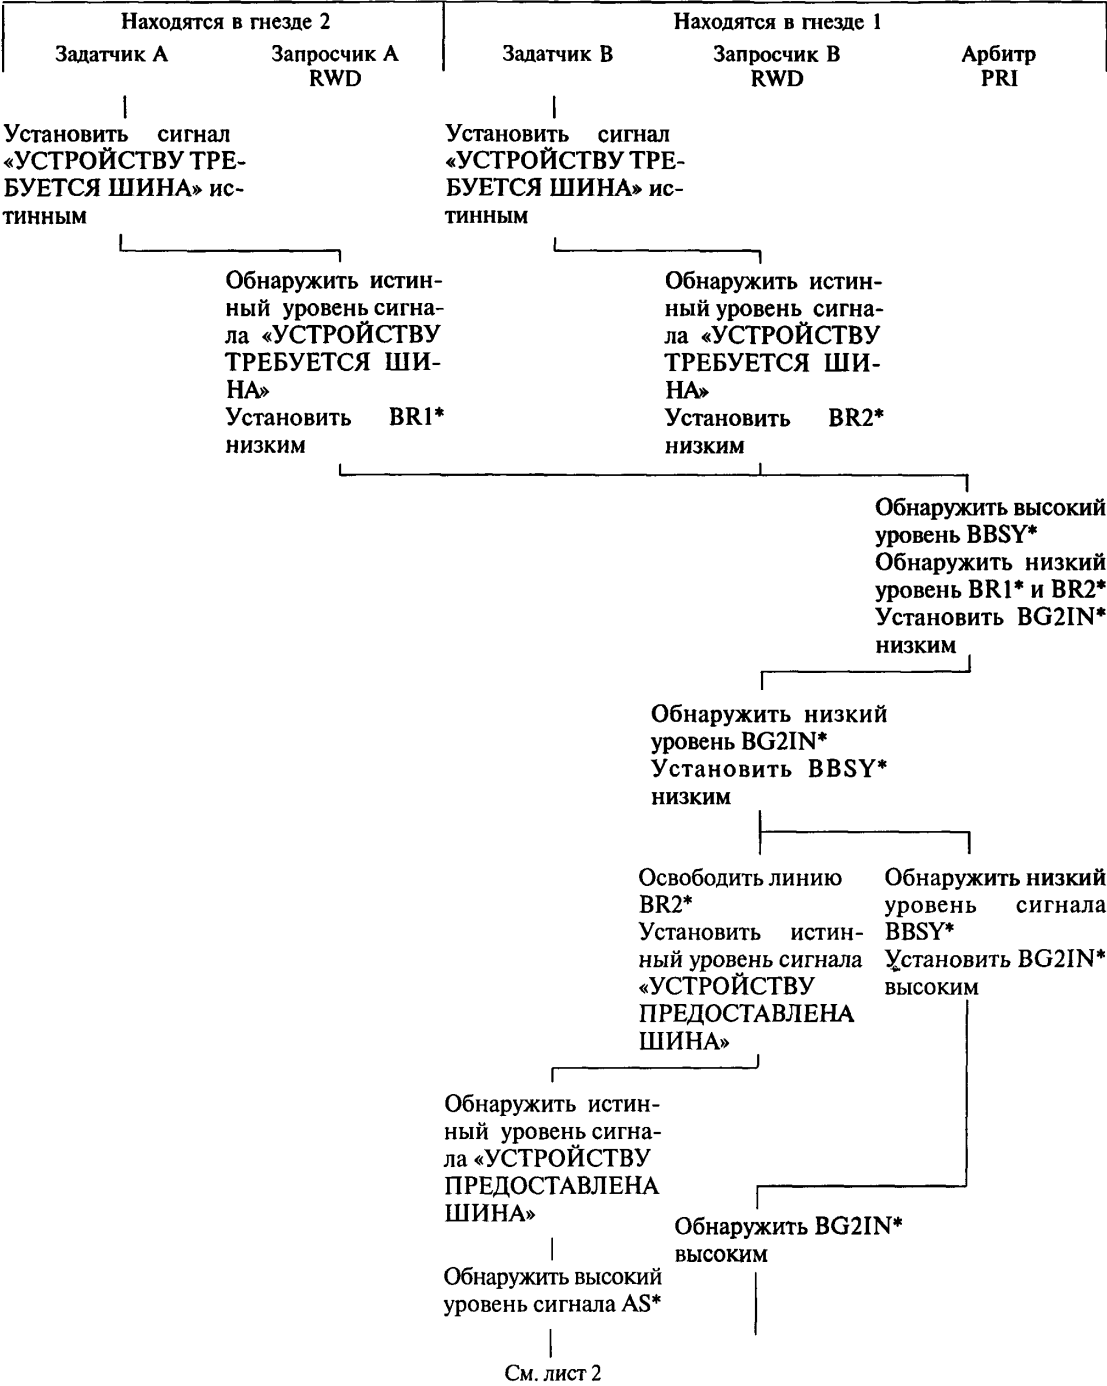 Находятся в гнезде 2
Находятся в гнезде 1
Задатчик А
Запросчик А
RWD
Задатчик В
Запросчик В
RWD
Арбитр
PRI
Установить сигнал
«УСТРОЙСТВУ ТРЕ-
БУЕТСЯ ШИНА» ис-
тинным
Установить сигнал
«УСТРОЙСТВУ ТРЕ-
БУЕТСЯ ШИНА» ис-
тинным
Обнаружить истин-
ный уровень сигна-
ла «УСТРОЙСТВУ
ТРЕБУЕТСЯ ШИ-
НА»
Установить BR1*
низким
Обнаружить истин-
ный уровень сигна-
ла «УСТРОЙСТВУ
ТРЕБУЕТСЯ ШИ-
НА»
Установить BR2*
низким
Обнаружить высокий
уровень BBSY*
Обнаружить низкий
уровень BR1* и BR2*
Установить BG2IN*
низким
Обнаружить низкий
уровень BG2IN*
Установить BBSY*
низким
Освободить линию
BR2*
Установить истин-
ный уровень сигнала
«УСТРОЙСТВУ
ПРЕДОСТАВЛЕНА
ШИНА»
Обнаружить низкий
уровень сигнала
BBSY*
Установить BG2IN*
высоким
Обнаружить истин-
ный уровень сигна-
ла «УСТРОЙСТВУ
ПРЕДОСТАВЛЕНА
ШИНА»
Обнаружить BG2IN*
высоким
Обнаружить высокий
уровень сигнала AS*
См. лист 2